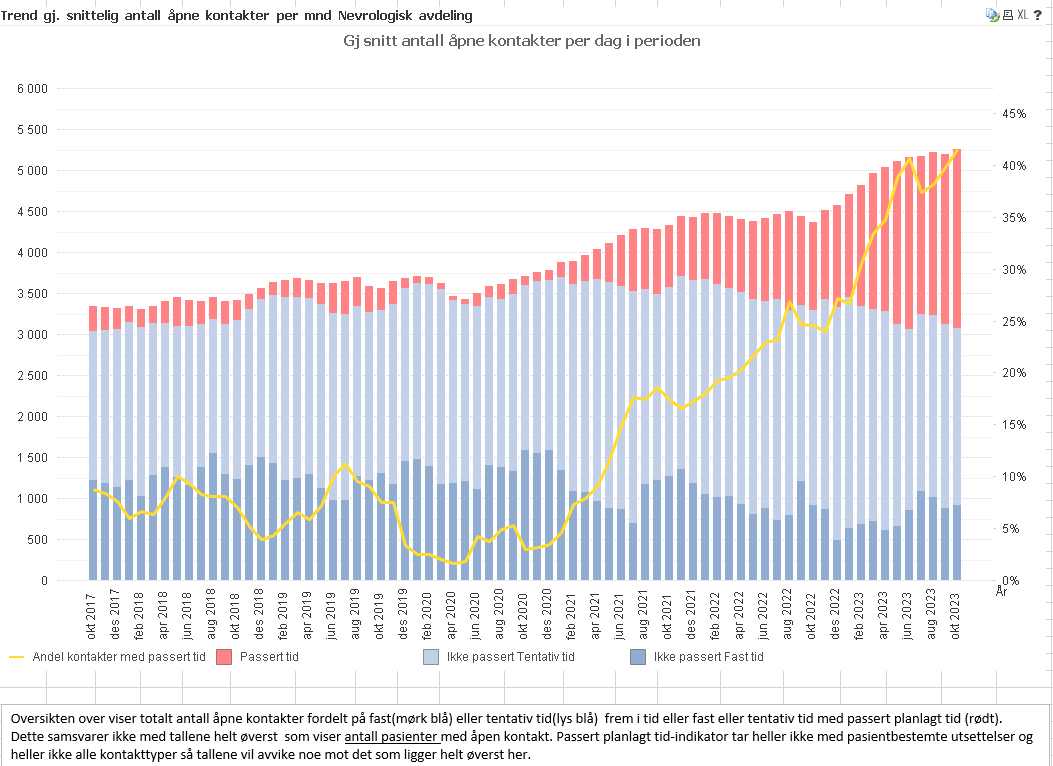 Trend gj. snittelig antall åpne kontakter per mnd Nevrologisk avdeling
XL ?
Gj snitt antall åpne kontakter per dag i perioden
6 000
5 500
5 000
4 500
4 000
3 500
3 000
2 500
2 000
1 500
1 000
500
0
45%
40%
35%
30%
25%
20%
15%
10%
5%
0%
År
okt 2017
des 2017
feb 2018
apr 2018
jun 2018
aug 2018
okt 2018
des 2018
feb 2019
apr 2019
jun 2019
aug 2019
okt 2019
des 2019
feb 2020
apr 2020
jun 2020
aug 2020
okt 2020
des 2020
feb 2021
apr 2021
jun 2021
aug 2021
okt 2021
des 2021
feb 2022
apr 2022
jun 2022
aug 2022
okt 2022
des 2022
feb 2023
apr 2023
jun 2023
aug 2023
okt 2023
Andel kontakter med passert tid Passert tid Ikke passert Tentativ tid Ikke passert Fast tid
Oversikten over viser totalt antall åpne kontakter fordelt på fast(mørk blå) eller tentativ tid(lys blå) frem i tid eller fast eller tentativ tid med passert planlagt tid (rødt).
Dette samsvarer ikke med tallene helt øverst som viser antall pasienter med åpen kontakt. Passert planlagt tid-indikator tar heller ikke med pasientbestemte utsettelser og
heller ikke alle kontakttyper så tallene vil avvike noe mot det som ligger helt øverst her.